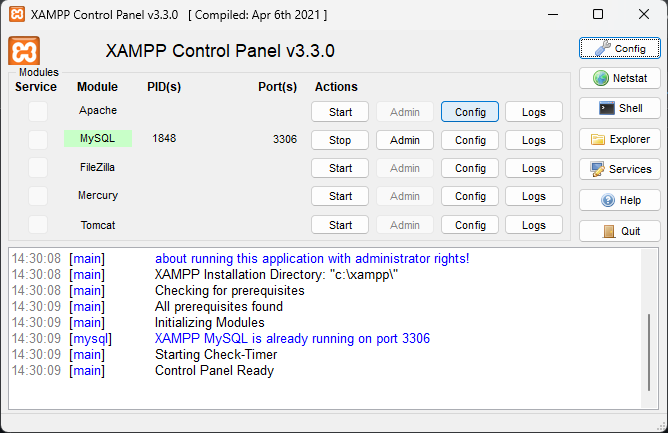 XAMPP Control Panel v3.3.0 [ Compiled: Apr 6th 2021 ]
XAMPP Control Panel v3.3.0
Config
Modules
Service Module PID(s) Port(s) Actions
Netstat
Apache Start Admin Config Logs
Shell
MySQL 1848 3306 Stop Admin Config Logs
Explorer
FileZilla Start Admin Config Logs
Services
Mercury Start Admin Config Logs
Help
Tomcat Start Admin Config Logs
Quit
14:30:08 [main] about running this application with administrator rights!
14:30:08 [main] XAMPP Installation Directory: "c:\xampp\"
14:30:08 [main] Checking for prerequisites
14:30:09 [main] All prerequisites found
14:30:09 [main] Initializing Modules
14:30:09 [mysql] XAMPP MySQL is already running on port 3306
14:30:09 [main] Starting Check-Timer
14:30:09 [main] Control Panel Ready